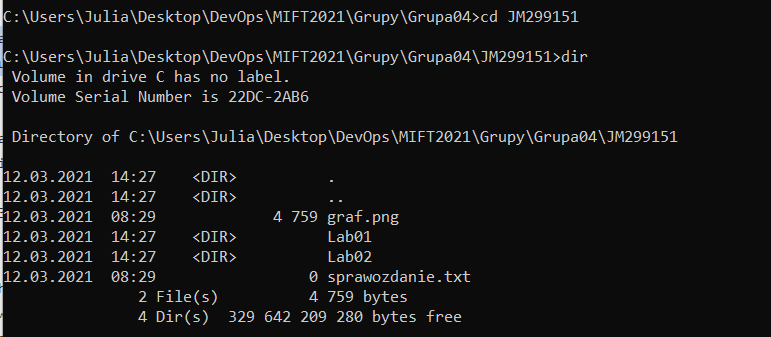 C:\Users\Julia\Desktop\DevOps\MIFT2021\Grupy\Grupa04>cd JM299151
C:\Users\Julia\Desktop\DevOps\MIFT2021\Grupy\Grupa04\JM299151>dir
 Volume in drive C has no label.
 Volume Serial Number is 22DC-2AB6
 Directory of C:\Users\Julia\Desktop\DevOps\MIFT2021\Grupy\Grupa04\JM299151
12.03.2021  14:27    <DIR>          .
12.03.2021  14:27    <DIR>          ..
12.03.2021  08:29             4 759 graf.png
12.03.2021  14:27    <DIR>          Lab01
12.03.2021  14:27    <DIR>          Lab02
12.03.2021  08:29                 0 sprawozdanie.txt
               2 File(s)          4 759 bytes
               4 Dir(s)  329 642 209 280 bytes free